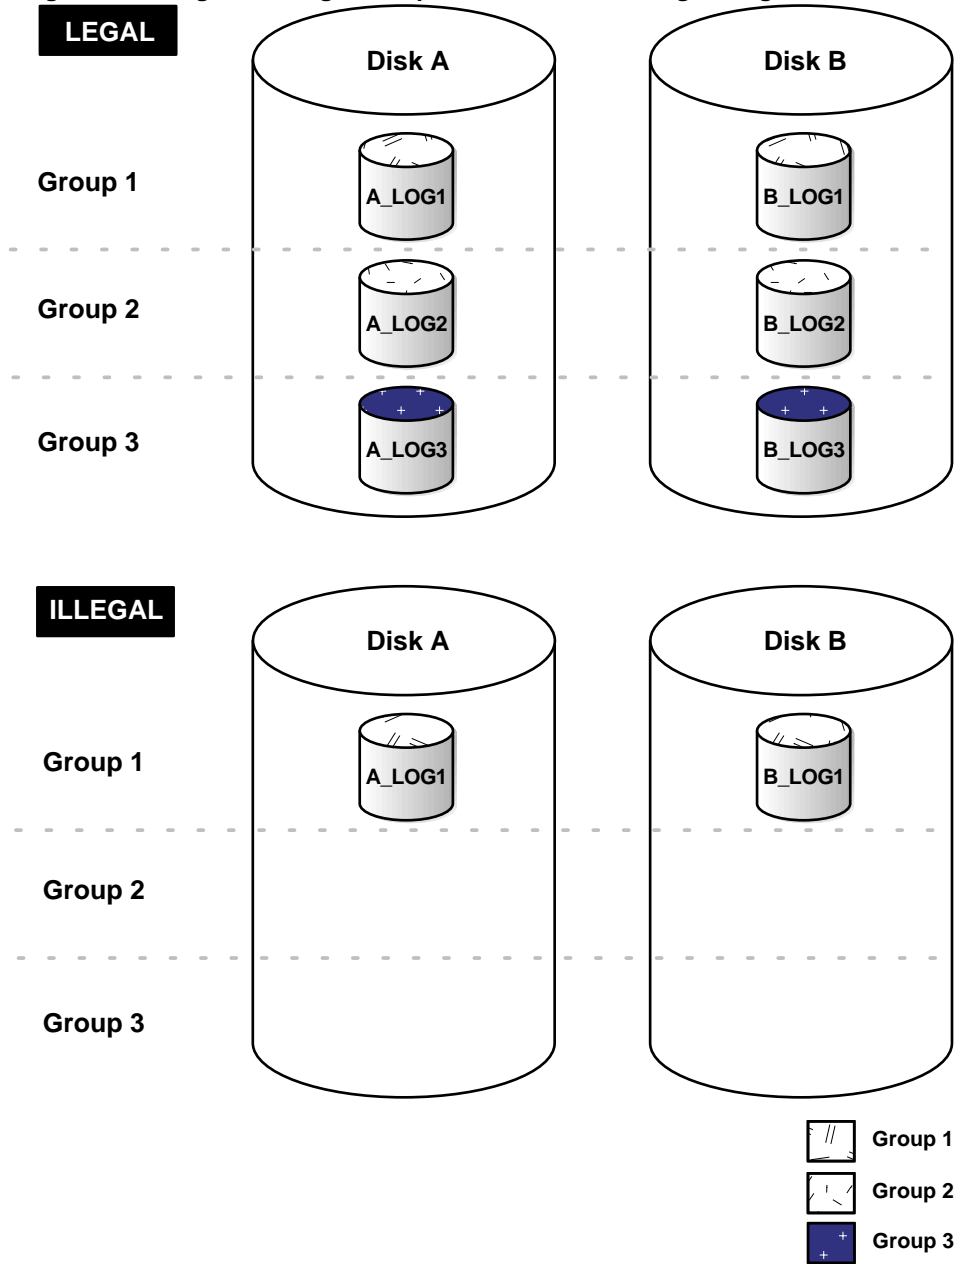 LEGAL
Disk A
Disk B
Group 1
A_LOG1
B_LOG1
Group 2
A_LOG2
B_LOG2
Group 3
A_LOG3
B_LOG3
ILLEGAL
Disk A
Disk B
Group 1
A_LOG1
B_LOG1
Group 2
Group 3
Group 1
Group 2
Group 3